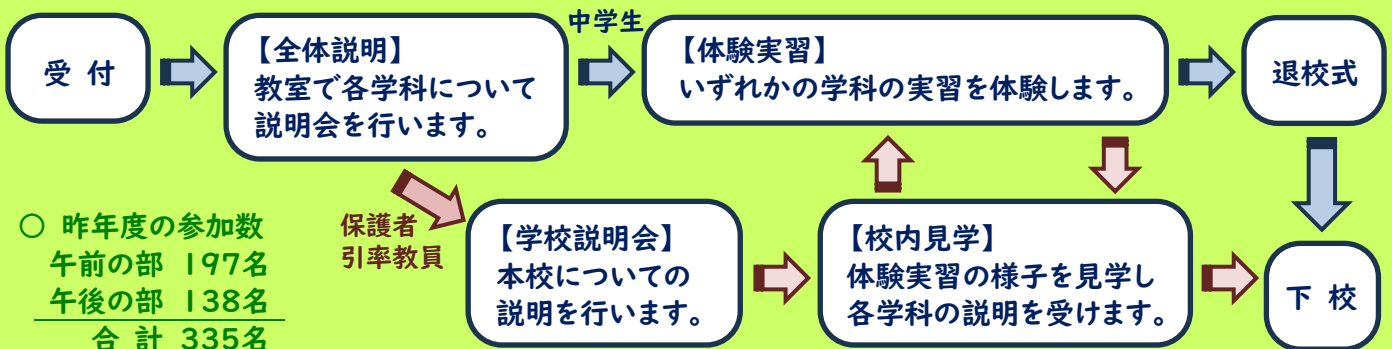 受 付
【全体説明】
教室で各学科について
説明会を行います。
中学生
【体験実習】
いずれかの学科の実習を体験します。
退校式
保護者
引率教員
【学校説明会】
本校についての
説明を行います。
【校内見学】
体験実習の様子を見学し
各学科の説明を受けます。
下 校
○ 昨年度の参加数
午前の部 197名
午後の部 138名
合 計 335名